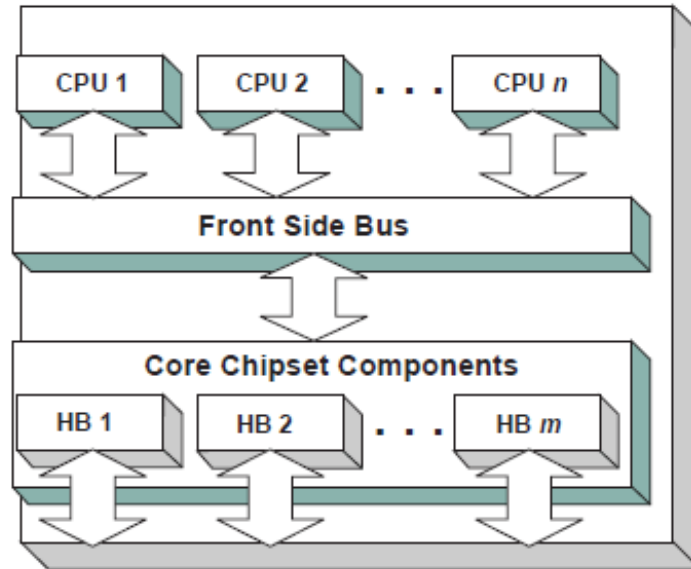 CPU 1 CPU 2 . . . CPU n
Front Side Bus
Core Chipset Components
HB 1 HB 2 . . . HB m